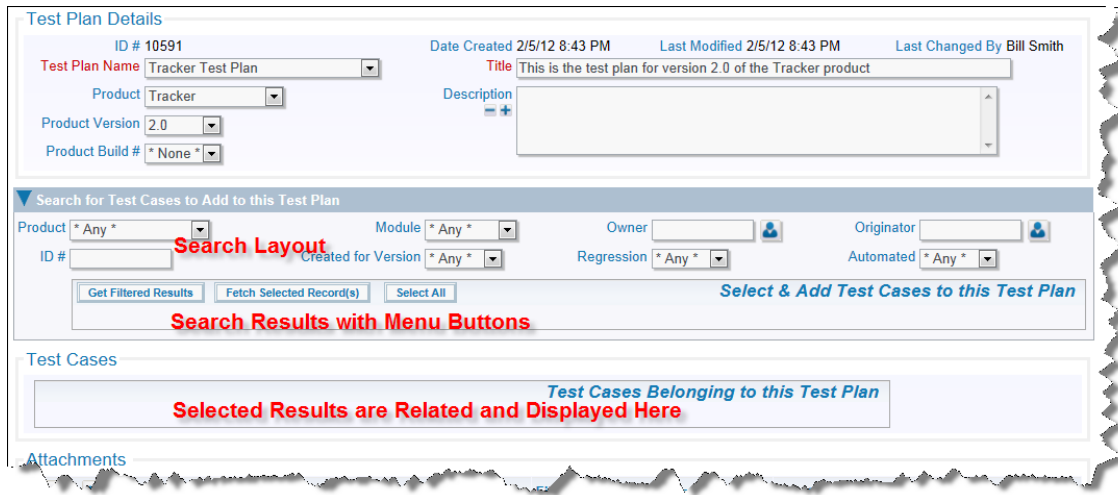 Test Plan Details
ID # 10591 Date Created 2/5/12 8:43 PM Last Modified 2/5/12 8:43 PM Last Changed By Bill Smith
Test Plan Name Tracker Test Plan Title This is the test plan for version 2.0 of the Tracker product
Product Tracker Description
Product Version 2.0
Product Build # * None *
Search for Test Cases to Add to this Test Plan
Product * Any * Module * Any * Owner Originator
Search Layout
ID # Created for Version * Any * Regression * Any * Automated * Any *
Get Filtered Results Fetch Selected Record(s) Select All Select & Add Test Cases to this Test Plan
Search Results with Menu Buttons
Test Cases
Test Cases Belonging to this Test Plan
Selected Results are Related and Displayed Here
Attachments